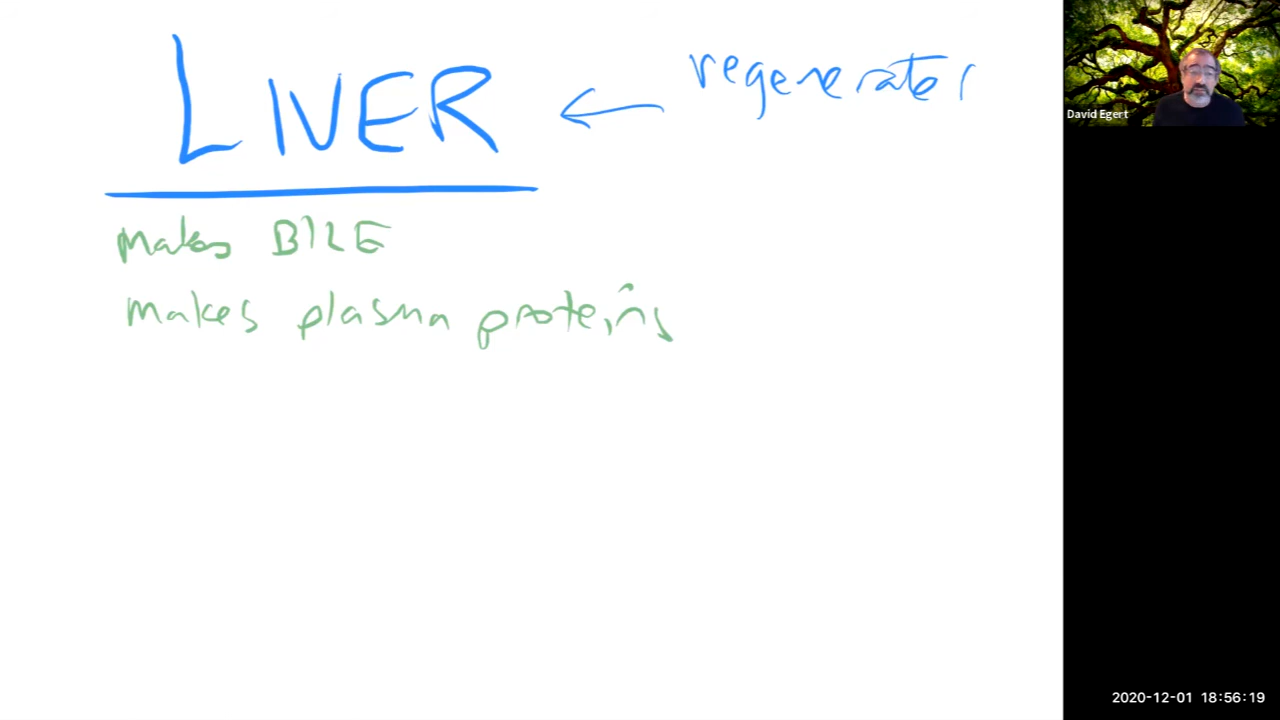 LIVER ← regenerates
makes BILE
makes plasma proteins
David Egert
2020-12-01 18:56:19